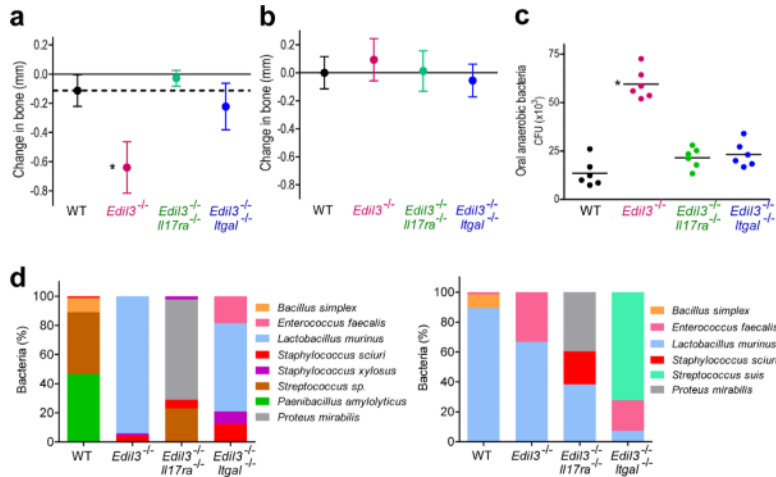 a
Change in bone (mm)
0.2
0.0
-0.2
-0.4
-0.6
-0.8
*
WT
Edil3-/-
Edil3-/-
Il17ra-/-
Edil3-/-
Itgal-/-
b
Change in bone (mm)
0.2
0.0
-0.2
-0.4
-0.6
-0.8
WT
Edil3-/-
Edil3-/-
Il17ra-/-
Edil3-/-
Itgal-/-
c
Oral anaerobic bacteria
CFU (x10³)
75
50
25
0
*
WT
Edil3-/-
Edil3-/-
Il17ra-/-
Edil3-/-
Itgal-/-
d
Bacteria (%)
100
80
60
40
20
0
WT
Edil3-/-
Edil3-/-
Il17ra-/-
Edil3-/-
Itgal-/-
Bacillus simplex
Enterococcus faecalis
Lactobacillus murinus
Staphylococcus sciuri
Staphylococcus xylosus
Streptococcus sp.
Paenibacillus amylolyticus
Proteus mirabilis
Bacteria (%)
100
80
60
40
20
0
WT
Edil3-/-
Edil3-/-
Il17ra-/-
Edil3-/-
Itgal-/-
Bacillus simplex
Enterococcus faecalis
Lactobacillus murinus
Staphylococcus sciuri
Streptococcus suis
Proteus mirabilis